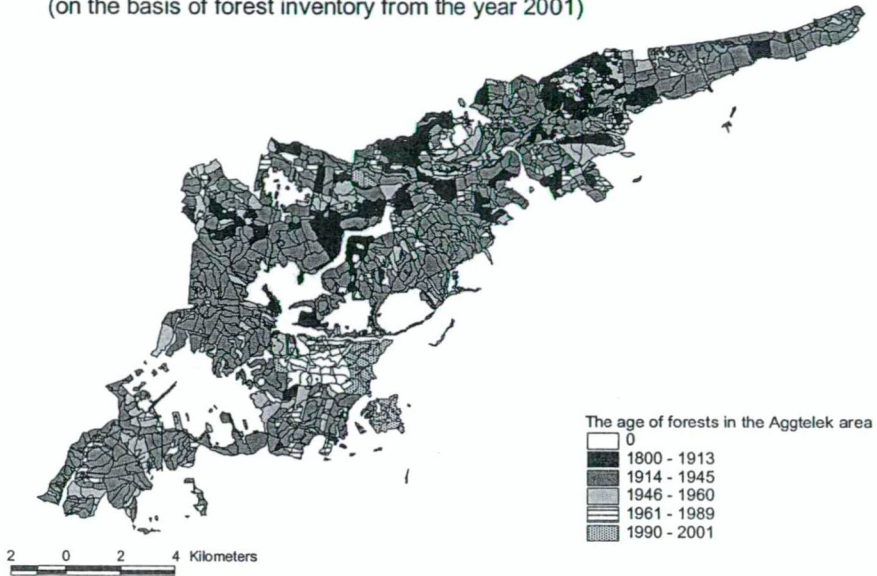 (on the basis of forest inventory from the year 2001)
The age of forests in the Aggtelek area
0
1800 - 1913
1914 - 1945
1946 - 1960
1961 - 1989
1990 - 2001
2 0 2 4 Kilometers